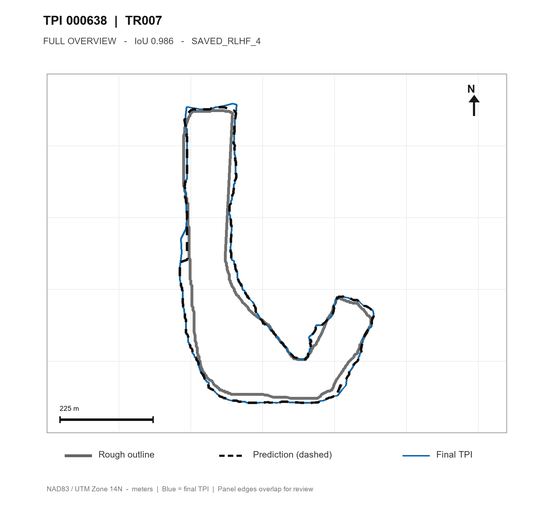 TPI 000638 | TR007
FULL OVERVIEW - IoU 0.986 - SAVED_RLHF_4
N
225 m
Rough outline Prediction (dashed) Final TPI
NAD83 / UTM Zone 14N - meters | Blue = final TPI | Panel edges overlap for review